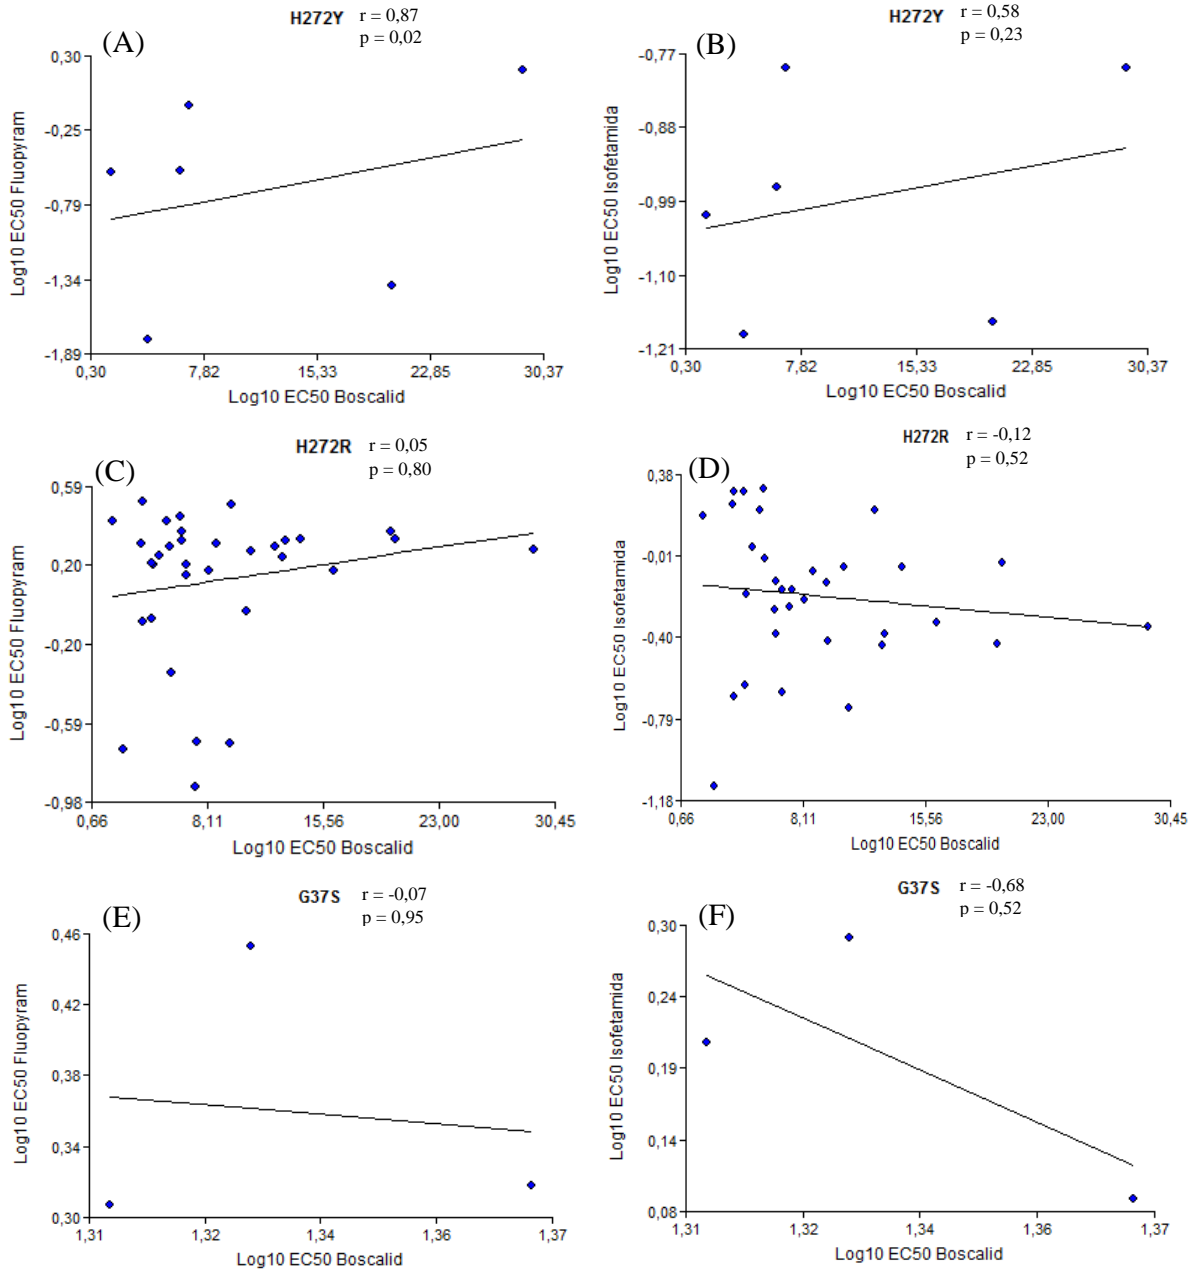 H272Y r = 0,87
p = 0,02
(A)
0,30
-0,25
-0,79
-1,34
-1,89
Log10 EC50 Fluopyram
0,30 7,82 15,33 22,85 30,37
Log10 EC50 Boscalid
H272Y r = 0,58
p = 0,23
(B)
-0,77
-0,88
-0,99
-1,10
-1,21
Log10 EC50 Isofetamida
0,30 7,82 15,33 22,85 30,37
Log10 EC50 Boscalid
H272R r = 0,05
p = 0,80
(C)
0,59
0,20
-0,20
-0,59
-0,98
Log10 EC50 Fluopyram
0,66 8,11 15,56 23,00 30,45
Log10 EC50 Boscalid
H272R r = -0,12
p = 0,52
(D)
0,38
-0,01
-0,40
-0,79
-1,18
Log10 EC50 Isofetamida
0,66 8,11 15,56 23,00 30,45
Log10 EC50 Boscalid
G37S r = -0,07
p = 0,95
(E)
0,46
0,42
0,38
0,34
0,30
Log10 EC50 Fluopyram
1,31 1,32 1,34 1,36 1,37
Log10 EC50 Boscalid
G37S r = -0,68
p = 0,52
(F)
0,30
0,24
0,19
0,14
0,08
Log10 EC50 Isofetamida
1,31 1,32 1,34 1,36 1,37
Log10 EC50 Boscalid